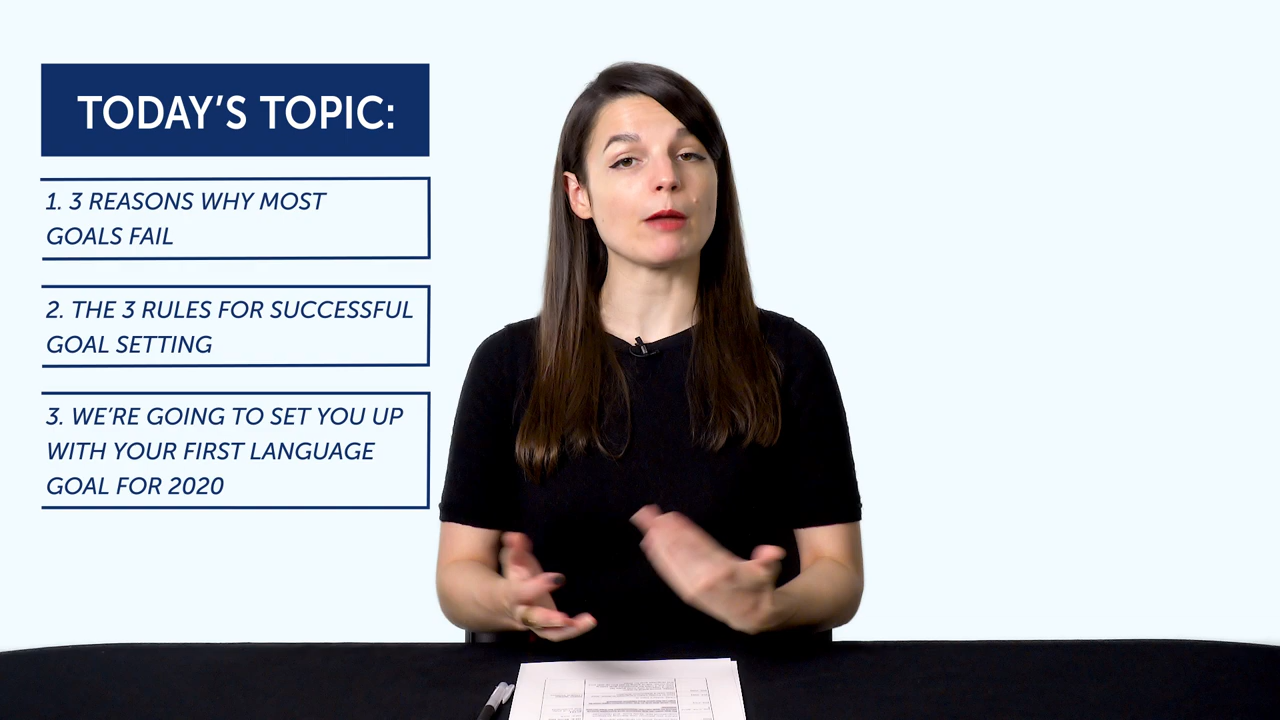 TODAY'S TOPIC:
1. 3 REASONS WHY MOST
GOALS FAIL
2. THE 3 RULES FOR SUCCESSFUL
GOAL SETTING
3. WE'RE GOING TO SET YOU UP
WITH YOUR FIRST LANGUAGE
GOAL FOR 2020